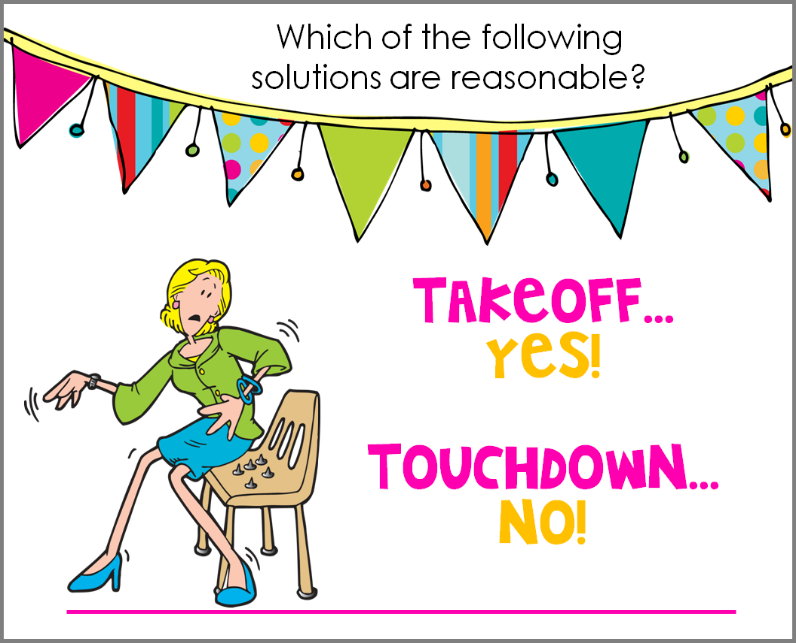 Which of the following
solutions are reasonable?
TAKEOFF...
YES!
TOUCHDOWN...
NO!